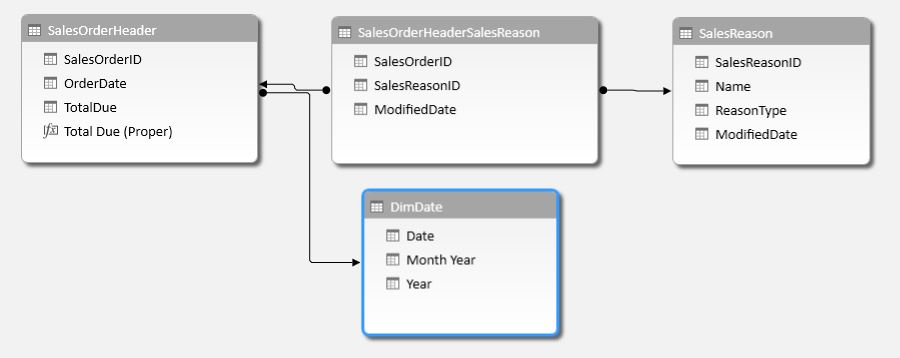 SalesOrderHeader
SalesOrderID
OrderDate
TotalDue
Total Due (Proper)
SalesOrderHeaderSalesReason
SalesOrderID
SalesReasonID
ModifiedDate
SalesReason
SalesReasonID
Name
ReasonType
ModifiedDate
DimDate
Date
Month Year
Year